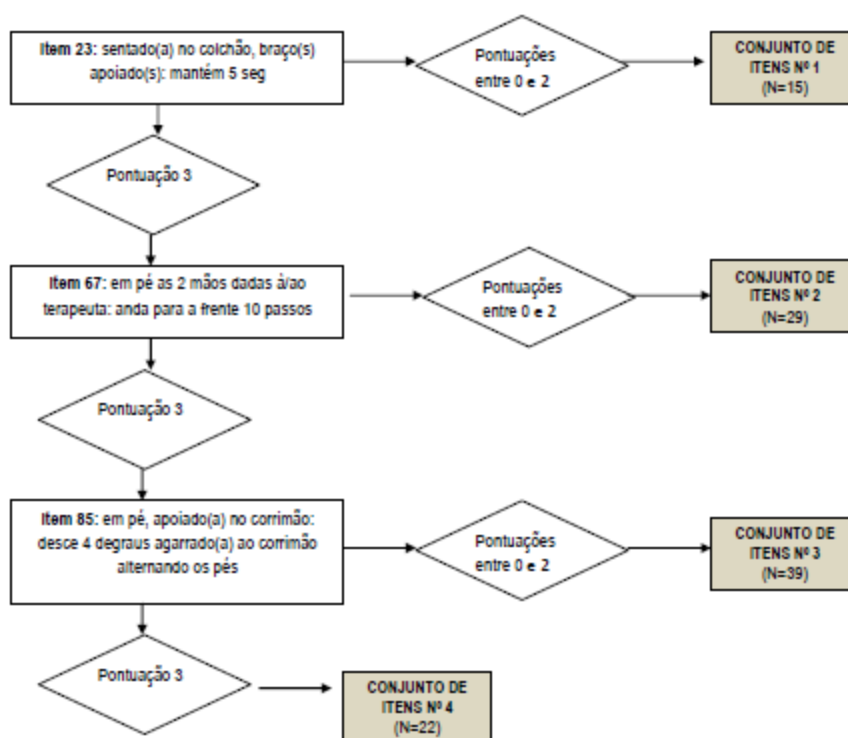 Item 23: sentado(a) no colchão, braço(s)
apoiado(s): mantém 5 seg
Pontuações
entre 0 e 2
CONJUNTO DE
ITENS Nº 1
(N=15)
Pontuação 3
Item 67: em pé as 2 mãos dadas à/ao
terapeuta: anda para a frente 10 passos
Pontuações
entre 0 e 2
CONJUNTO DE
ITENS Nº 2
(N=29)
Pontuação 3
Item 85: em pé, apoiado(a) no corrimão:
desce 4 degraus agarrado(a) ao corrimão
alternando os pés
Pontuações
entre 0 e 2
CONJUNTO DE
ITENS Nº 3
(N=39)
Pontuação 3
CONJUNTO DE
ITENS Nº 4
(N=22)